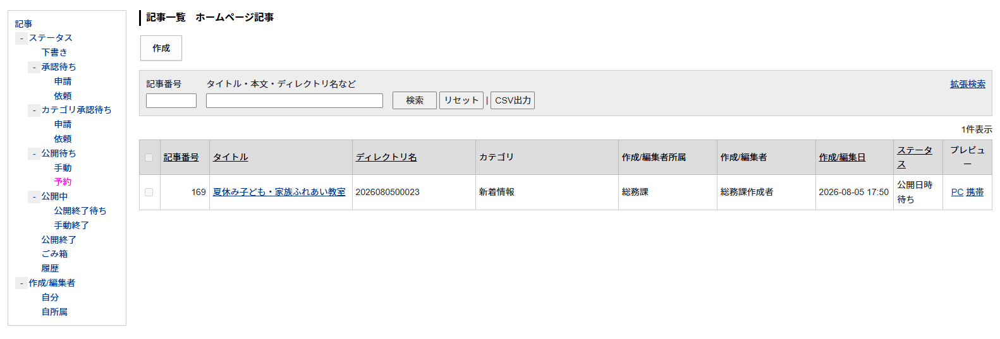 記事
- ステータス
下書き
- 承認待ち
申請
依頼
- カテゴリ承認待ち
申請
依頼
- 公開待ち
手動
予約
- 公開中
公開終了待ち
手動終了
公開終了
ごみ箱
履歴
- 作成/編集者
自分
自所属
記事一覧 ホームページ記事
作成
記事番号 タイトル・本文・ディレクトリ名など 拡張検索
検索 リセット | CSV出力
1件表示
記事番号 タイトル ディレクトリ名 カテゴリ 作成/編集者所属 作成/編集者 作成/編集日 ステータス プレビュー
169 夏休み子ども・家族ふれあい教室 2026080500023 新着情報 総務課 総務課作成者 2026-08-05 17:50 公開日時待ち PC 携帯